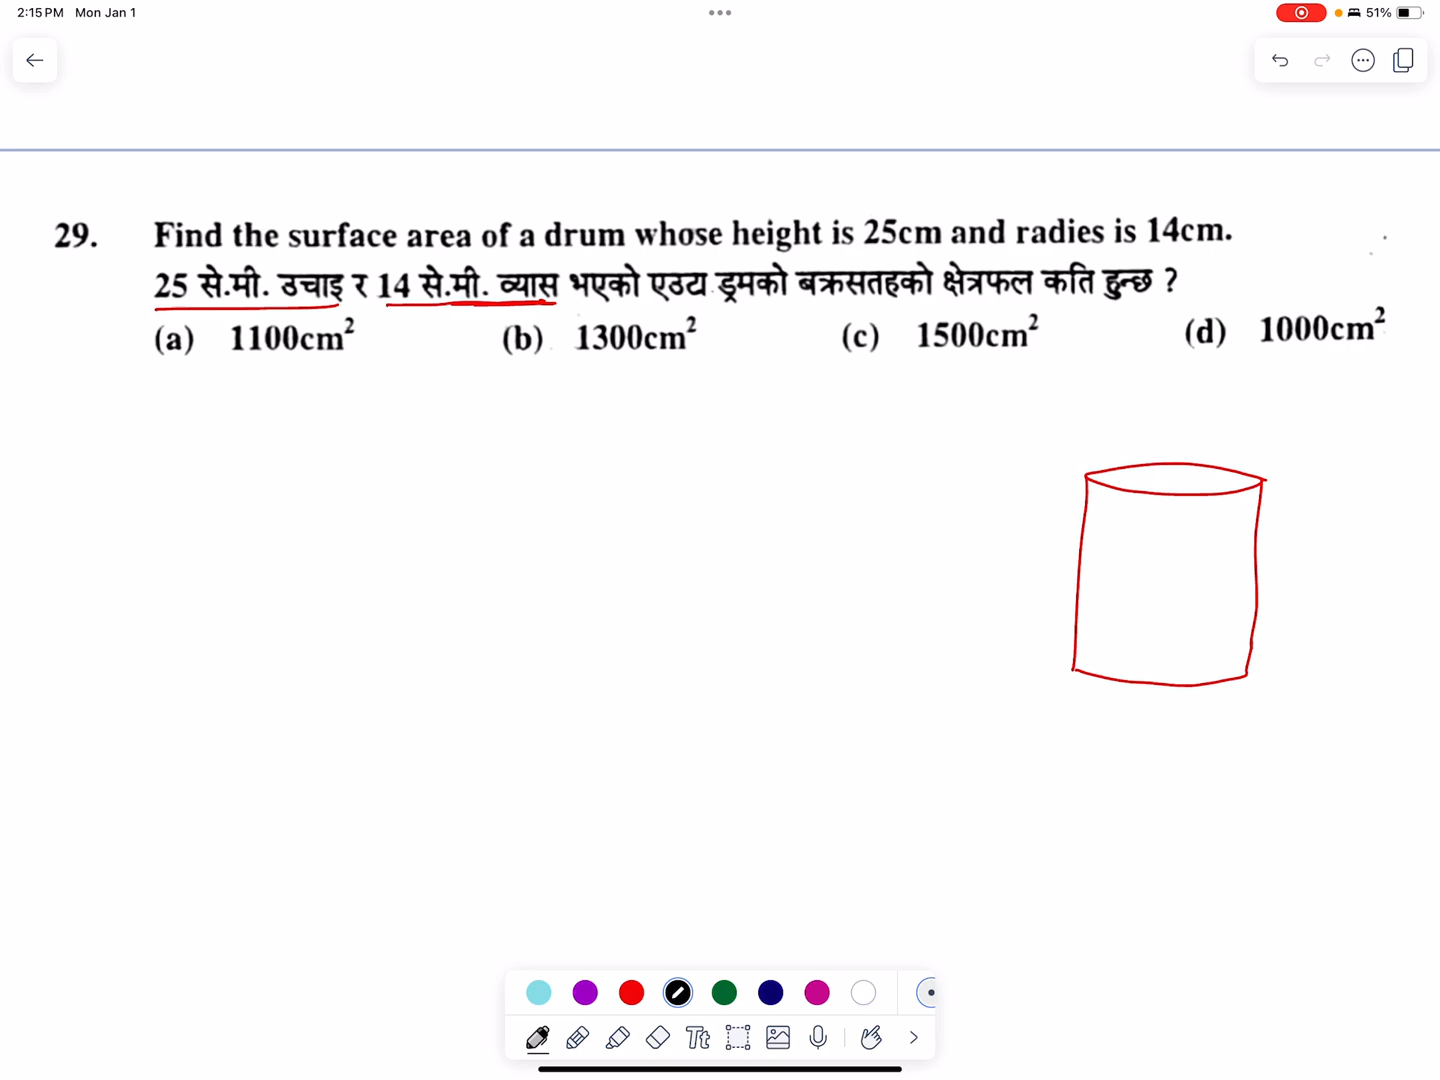 2:15 PM Mon Jan 1
51%
29. Find the surface area of a drum whose height is 25cm and radies is 14cm.
25 से.मी. उचाइ र 14 से.मी. व्यास भएको एउटा ड्रमको बक्रसतहको क्षेत्रफल कति हुन्छ ?
(a) 1100cm² (b) 1300cm² (c) 1500cm² (d) 1000cm²
Tt